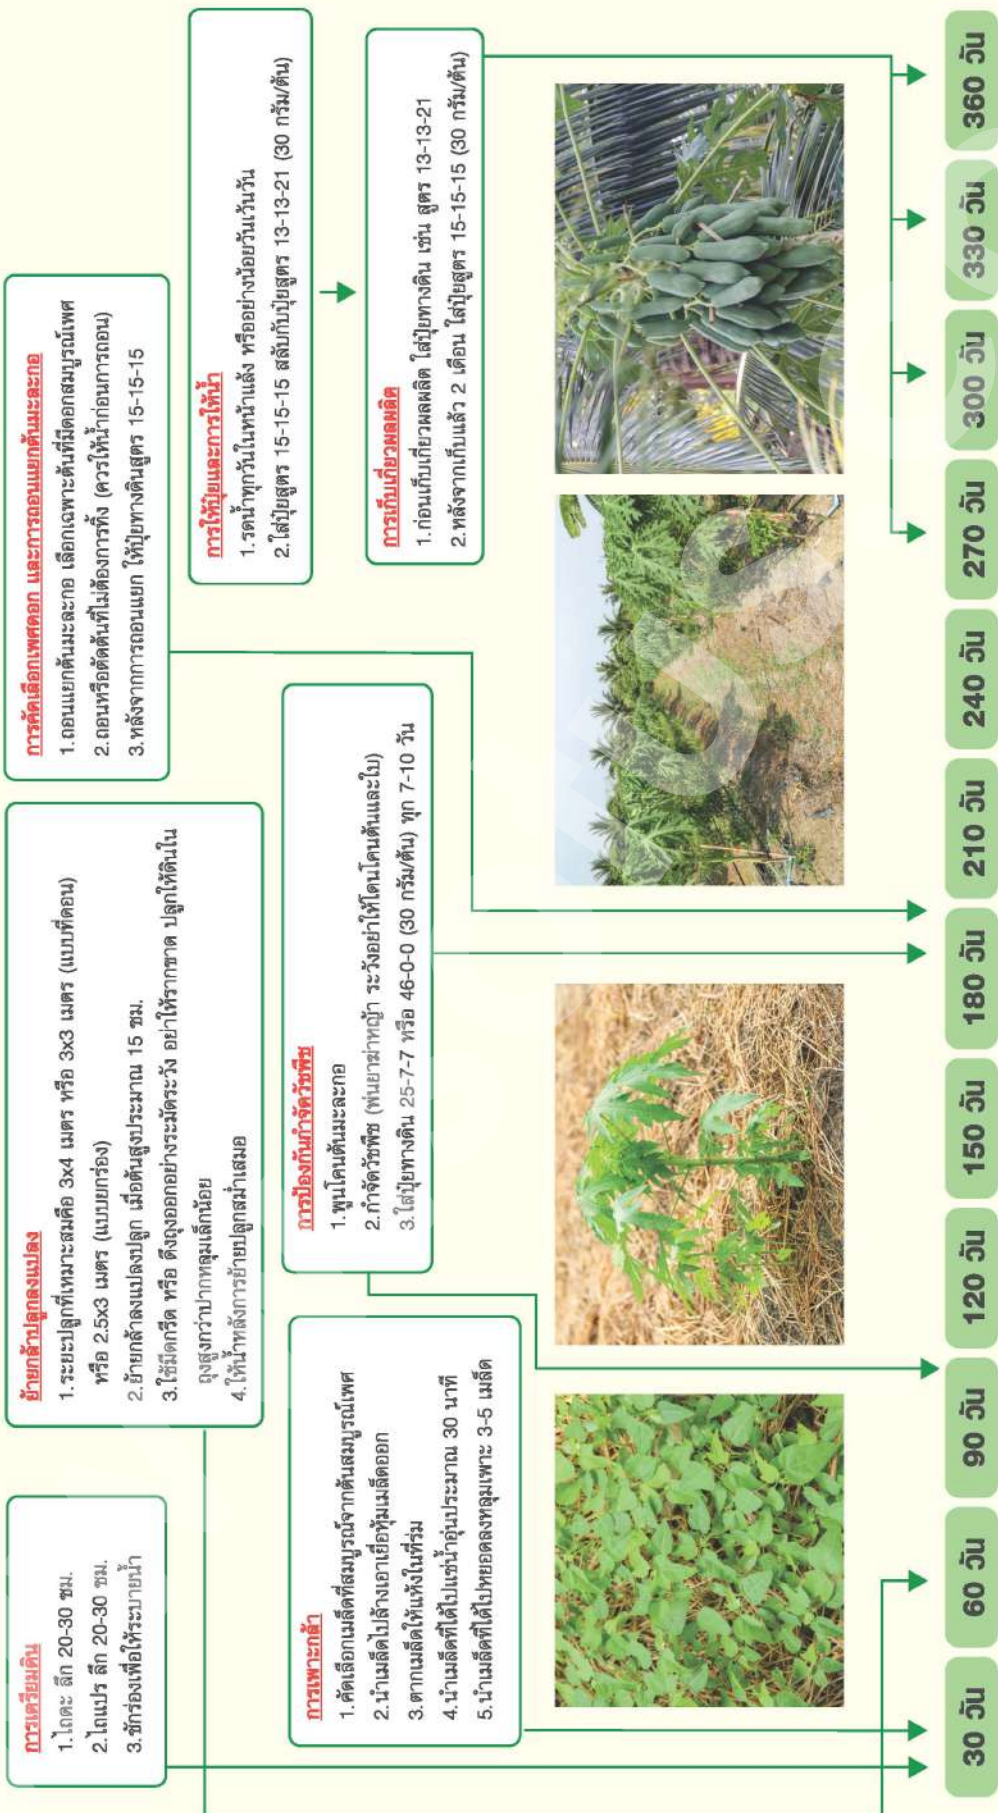 การเตรียมดิน
1.ไถดะ ลึก 20-30 ซม.
2.ไถแปร ลึก 20-30 ซม.
3.ชักร่องเพื่อให้ระบายน้ำ
ย้ายกล้าปลูกลงแปลง
1.ระยะปลูกที่เหมาะสมคือ 3x4 เมตร หรือ 3x3 เมตร (แบบที่ดอน)
หรือ 2.5x3 เมตร (แบบยกร่อง)
2.ย้ายกล้าลงแปลงปลูก เมื่อต้นสูงประมาณ 15 ซม.
3.ใช้มีดกรีด หรือ ดึงถุงออกอย่างระมัดระวัง อย่าให้รากขาด ปลูกให้ดินใน
ถุงสูงกว่าปากหลุมเล็กน้อย
4.ให้น้ำหลังการย้ายปลูกสม่ำเสมอ
การคัดเลือกเพศดอก และการถอนแยกต้นมะละกอ
1.ถอนแยกต้นมะละกอ เลือกเฉพาะต้นที่มีดอกสมบูรณ์เพศ
2.ถอนหรือตัดต้นที่ไม่ต้องการทิ้ง (ควรให้น้ำก่อนการถอน)
3.หลังจากการถอนแยก ให้ปุ๋ยทางดินสูตร 15-15-15
การให้ปุ๋ยและการให้น้ำ
1.รดน้ำทุกวันในหน้าแล้ง หรืออย่างน้อยวันเว้นวัน
2.ใส่ปุ๋ยสูตร 15-15-15 สลับกับปุ๋ยสูตร 13-13-21 (30 กรัม/ต้น)
การเพาะกล้า
1.คัดเลือกเมล็ดที่สมบูรณ์จากต้นสมบูรณ์เพศ
2.นำเมล็ดไปล้างเอาเยื่อหุ้มเมล็ดออก
3.ตากเมล็ดให้แห้งในที่ร่ม
4.นำเมล็ดที่ได้ไปแช่น้ำอุ่นประมาณ 30 นาที
5.นำเมล็ดที่ได้ไปหยอดลงหลุมเพาะ 3-5 เมล็ด
การป้องกันกำจัดวัชพืช
1.พูนโคนต้นมะละกอ
2.กำจัดวัชพืช (พ่นยาฆ่าหญ้า ระวังอย่าให้โดนโคนต้นและใบ)
3.ใส่ปุ๋ยทางดิน 25-7-7 หรือ 46-0-0 (30 กรัม/ต้น) ทุก 7-10 วัน
การเก็บเกี่ยวผลผลิต
1.ก่อนเก็บเกี่ยวผลผลิต ใส่ปุ๋ยทางดิน เช่น สูตร 13-13-21
2.หลังจากเก็บแล้ว 2 เดือน ใส่ปุ๋ยสูตร 15-15-15 (30 กรัม/ต้น)
30 วัน
60 วัน
90 วัน
120 วัน
150 วัน
180 วัน
210 วัน
240 วัน
270 วัน
300 วัน
330 วัน
360 วัน